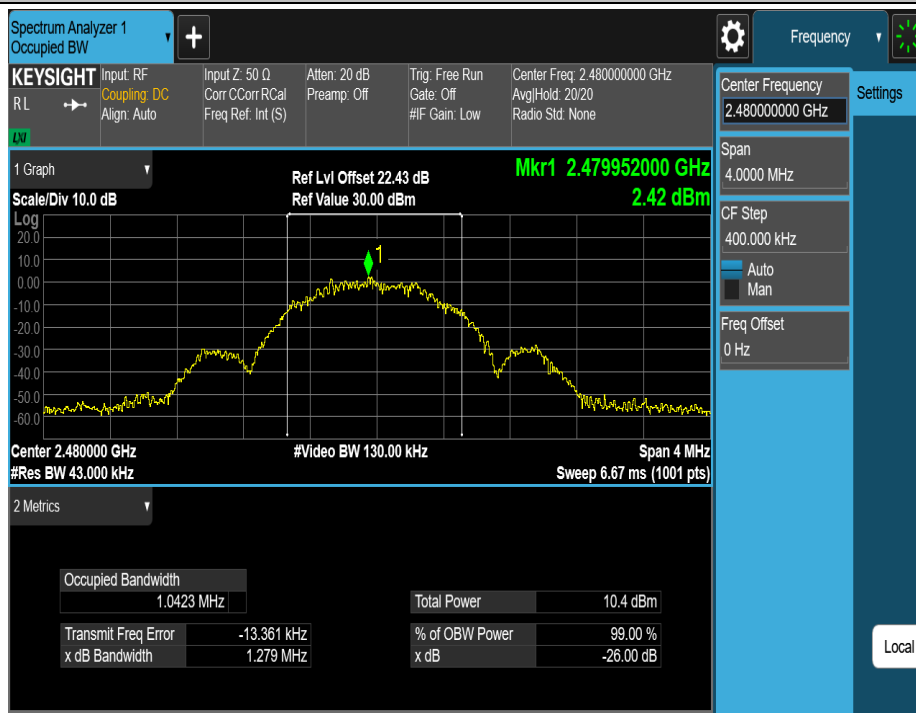 Spectrum Analyzer 1
Occupied BW
+
Frequency
KEYSIGHT
RL
LXI
Input: RF
Coupling: DC
Align: Auto
Input Z: 50 Ω
Corr CCorr RCal
Freq Ref: Int (S)
Atten: 20 dB
Preamp: Off
Trig: Free Run
Gate: Off
#IF Gain: Low
Center Freq: 2.480000000 GHz
Avg|Hold: 20/20
Radio Std: None
Center Frequency
2.480000000 GHz
Settings
Span
4.0000 MHz
CF Step
400.000 kHz
Auto
Man
Freq Offset
0 Hz
Local
1 Graph
Scale/Div 10.0 dB
Ref Lvl Offset 22.43 dB
Ref Value 30.00 dBm
Mkr1 2.479952000 GHz
2.42 dBm
Log
20.0
10.0
0.00
-10.0
-20.0
-30.0
-40.0
-50.0
-60.0
1
Center 2.480000 GHz
#Video BW 130.00 kHz
Span 4 MHz
#Res BW 43.000 kHz
Sweep 6.67 ms (1001 pts)
2 Metrics
Occupied Bandwidth
1.0423 MHz
Total Power 10.4 dBm
Transmit Freq Error -13.361 kHz
% of OBW Power 99.00 %
x dB Bandwidth 1.279 MHz
x dB -26.00 dB